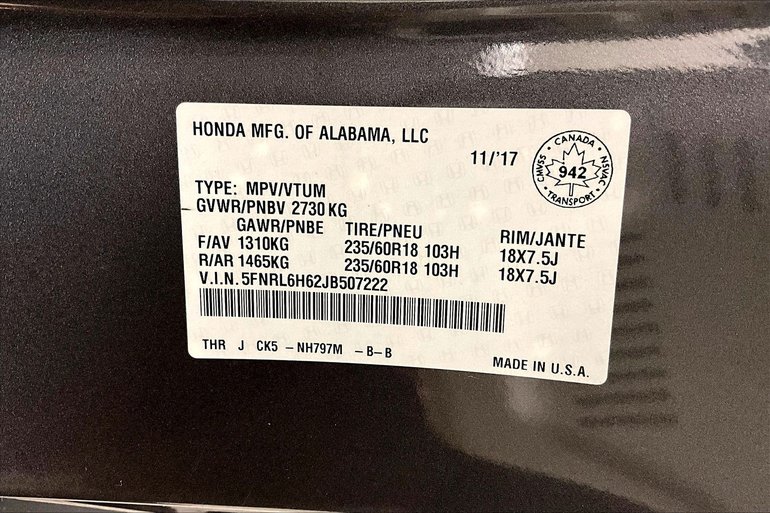 HONDA MFG. OF ALABAMA, LLC
11/'17
CANADA
CMVSS
942
NSVAC
TRANSPORT
TYPE: MPV/VTUM
GVWR/PNBV 2730 KG
GAWR/PNBE TIRE/PNEU RIM/JANTE
F/AV 1310KG 235/60R18 103H 18X7.5J
R/AR 1465KG 235/60R18 103H 18X7.5J
V.I.N. 5FNRL6H62JB507222
THR J CK5 - NH797M - B - B
MADE IN U.S.A.